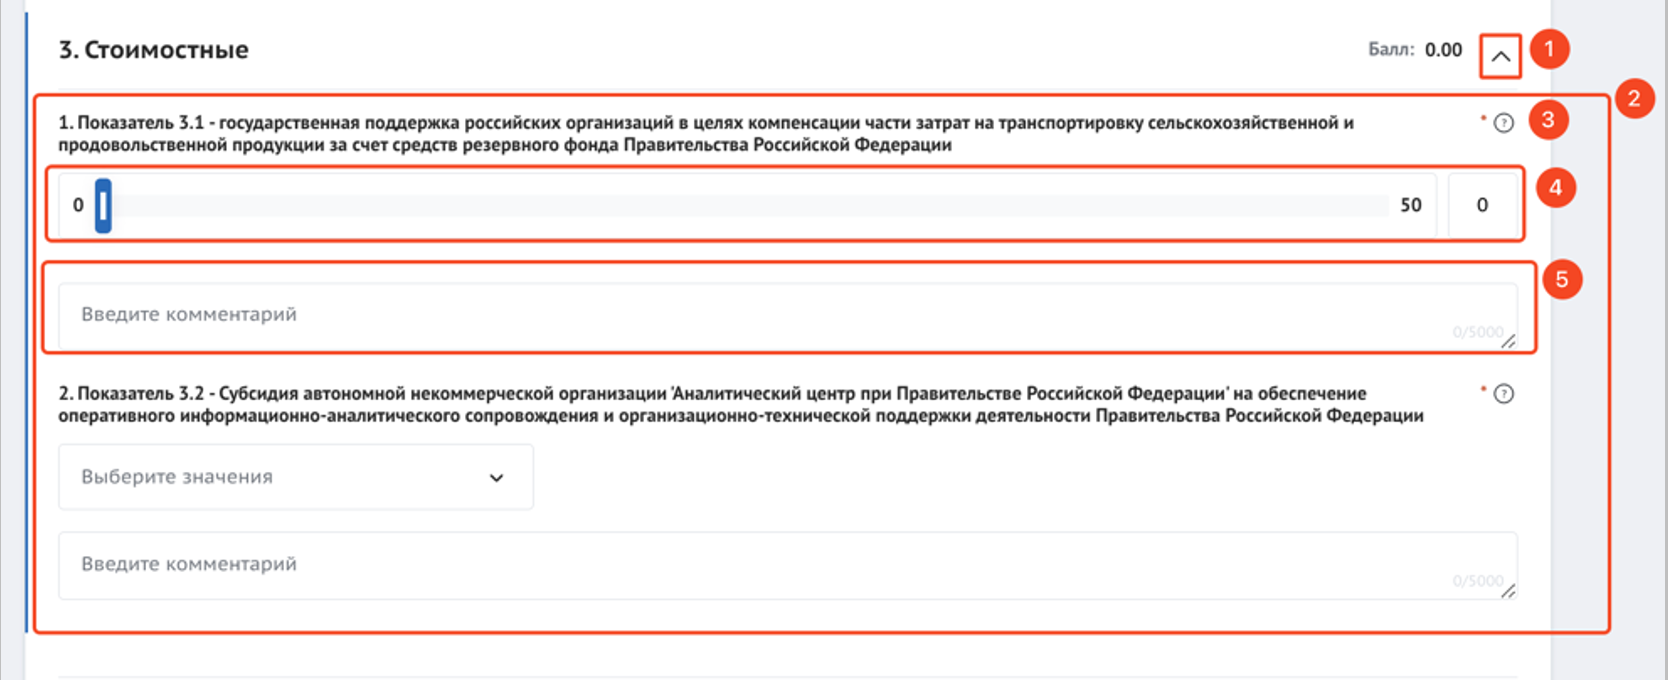 3. Стоимостные
Балл: 0.00
1
2
1. Показатель 3.1 - государственная поддержка российских организаций в целях компенсации части затрат на транспортировку сельскохозяйственной и
продовольственной продукции за счет средств резервного фонда Правительства Российской Федерации
* ?
3
0
50
0
4
Введите комментарий
0/5000
5
2. Показатель 3.2 - Субсидия автономной некоммерческой организации 'Аналитический центр при Правительстве Российской Федерации' на обеспечение
оперативного информационно-аналитического сопровождения и организационно-технической поддержки деятельности Правительства Российской Федерации
* ?
Выберите значения
Введите комментарий
0/5000